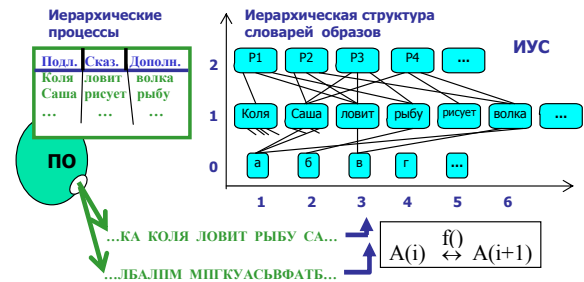 Иерархические процессы
Подл. Сказ. Дополн.
Коля ловит волка
Саша рисует рыбу
… … …
ПО
Иерархическая структура словарей образов
ИУС
2 P1 P2 P3 P4 ...
1 Коля Саша ловит рыбу рисует волка ...
0 а б в г ...
1 2 3 4 5 6
…КА КОЛЯ ЛОВИТ РЫБУ СА…
…ЛБАЛПМ МПГКУАСЬВФАТБ…
f()
A(i) ↔ A(i+1)